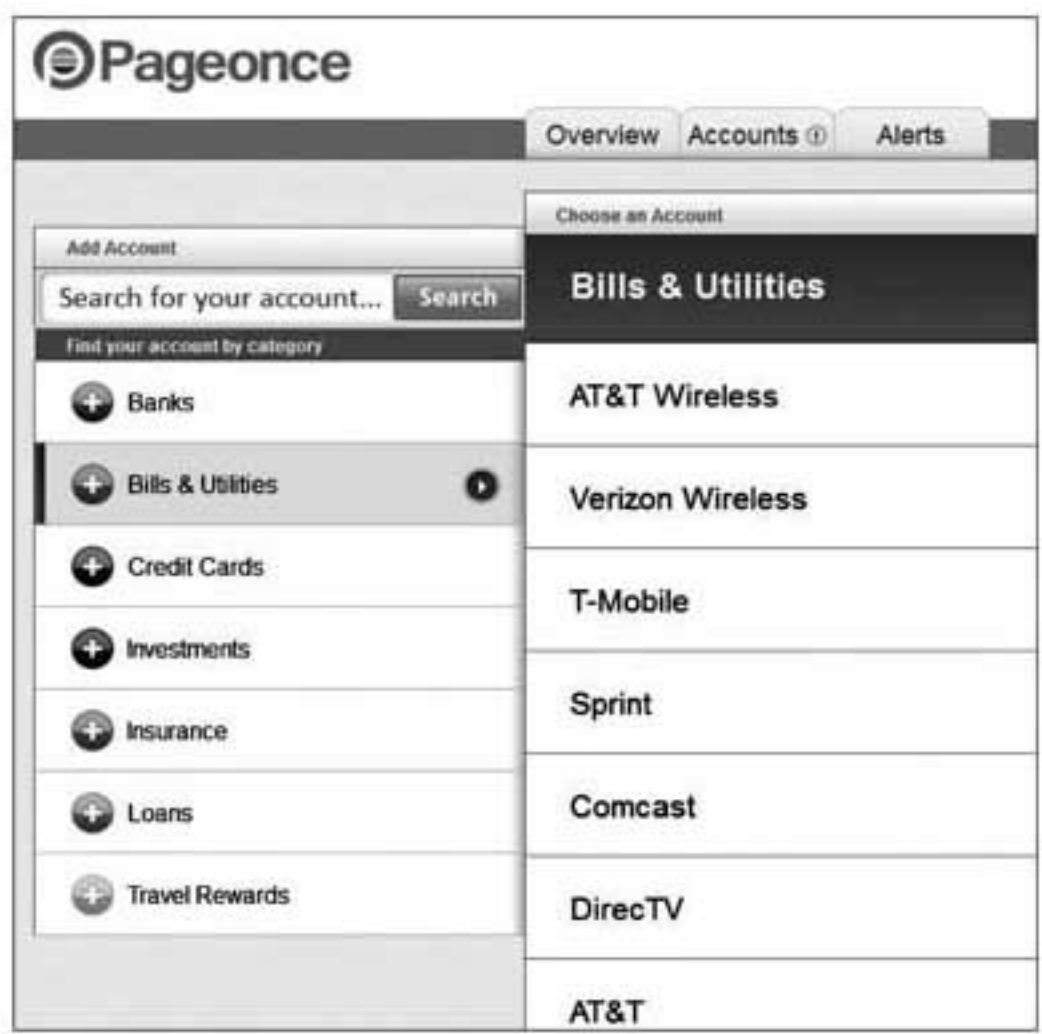 Pageonce
Overview
Accounts
Alerts
Add Account
Search for your account...
Search
Find your account by category
Banks
Bills & Utilities
Credit Cards
Investments
Insurance
Loans
Travel Rewards
Choose an Account
Bills & Utilities
AT&T Wireless
Verizon Wireless
T-Mobile
Sprint
Comcast
DirecTV
AT&T